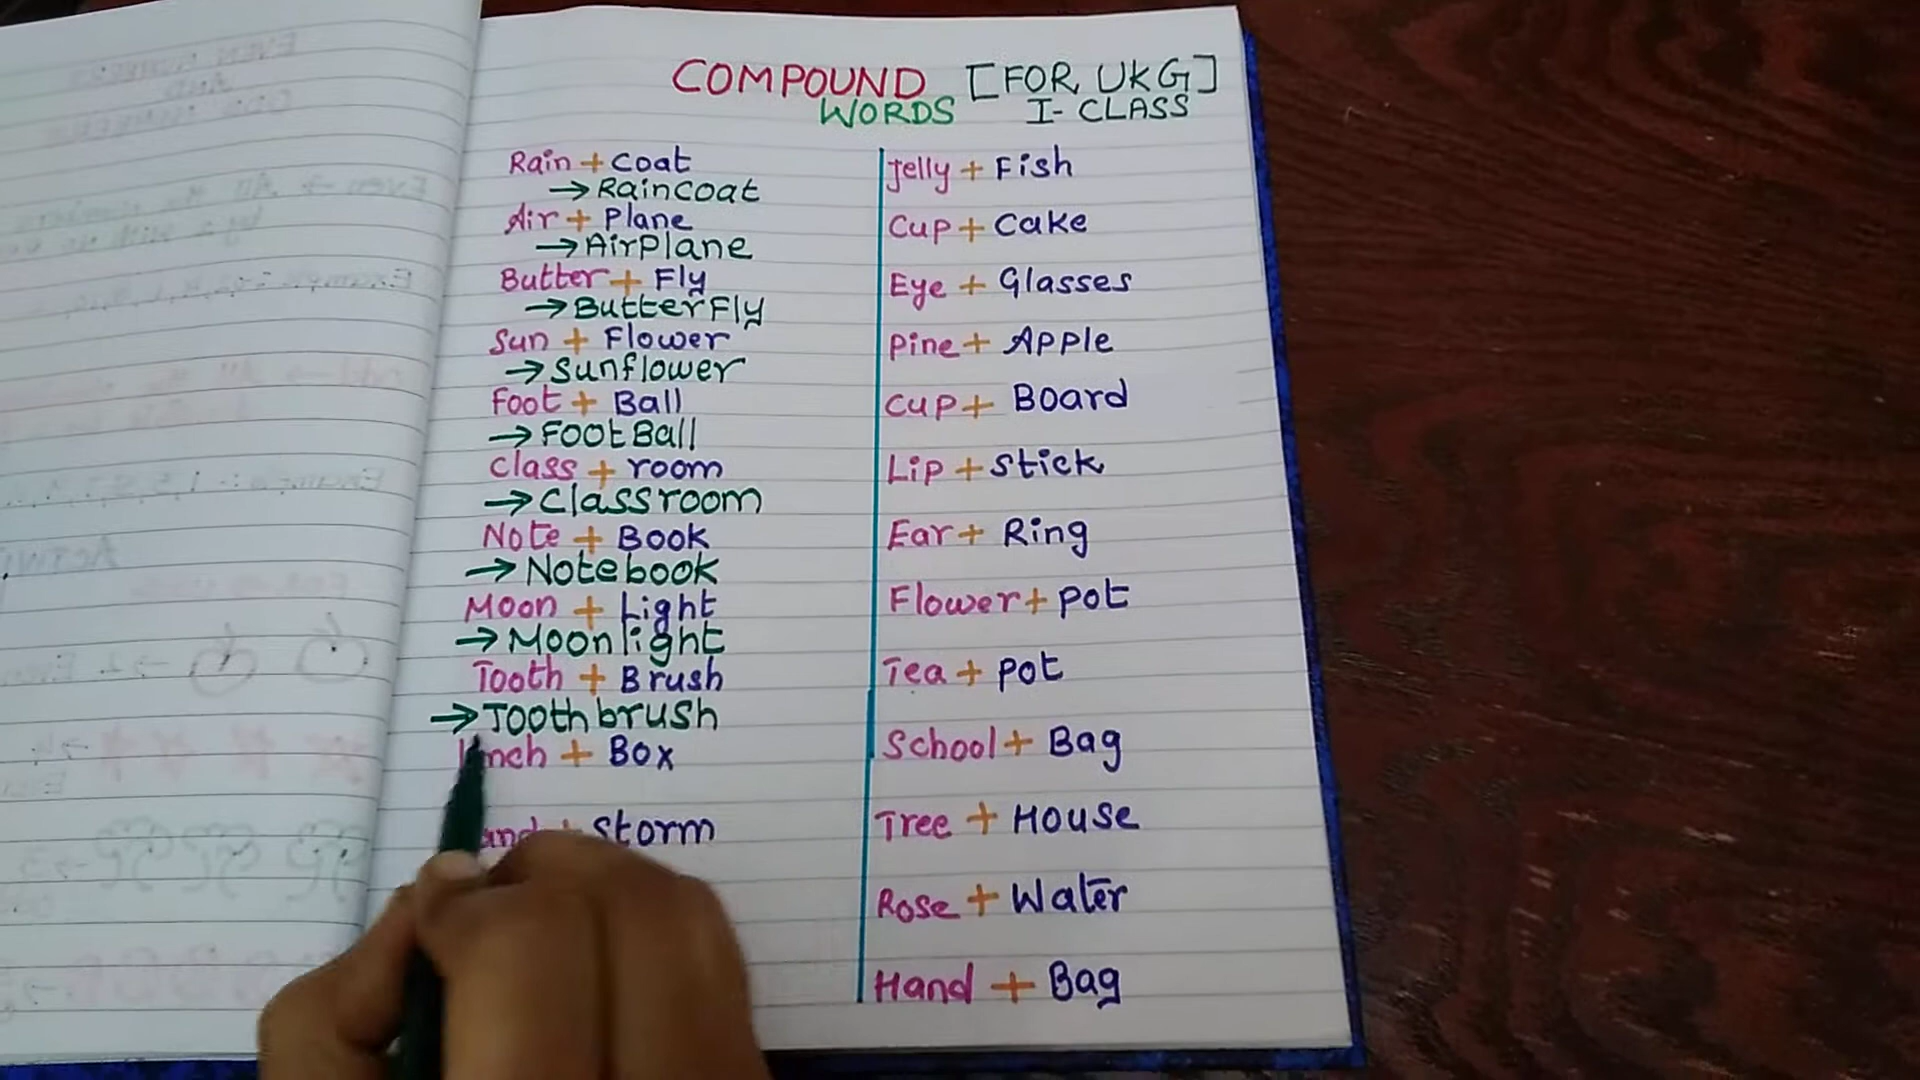 COMPOUND [FOR UKG]
WORDS I- CLASS
Rain + Coat
→ RainCoat
Air + Plane
→ AirPlane
Butter + Fly
→ ButterFly
Sun + Flower
→ Sunflower
Foot + Ball
→ FootBall
Class + room
→ Classroom
Note + Book
→ Notebook
Moon + Light
→ Moonlight
Tooth + Brush
→ Toothbrush
+ Box
Storm
Jelly + Fish
Cup + Cake
Eye + Glasses
Pine + Apple
Cup + Board
Lip + Stick
Ear + Ring
Flower + Pot
Tea + Pot
School + Bag
Tree + House
Rose + Water
Hand + Bag